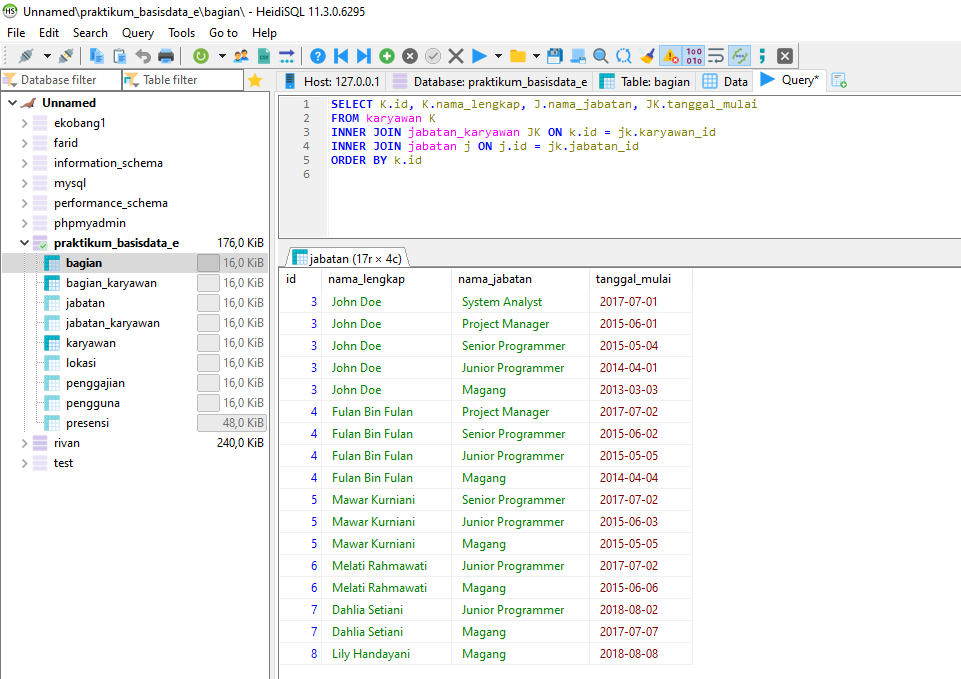 Unnamed\praktikum_basisdata_e\bagian\ - HeidiSQL 11.3.0.6295
File Edit Search Query Tools Go to Help
Database filter Table filter Host: 127.0.0.1 Database: praktikum_basisdata_e Table: bagian Data Query*
Unnamed
ekobang1
farid
information_schema
mysql
performance_schema
phpmyadmin
praktikum_basisdata_e 176,0 KiB
bagian 16,0 KiB
bagian_karyawan 16,0 KiB
jabatan 16,0 KiB
jabatan_karyawan 16,0 KiB
karyawan 16,0 KiB
lokasi 16,0 KiB
penggajian 16,0 KiB
pengguna 16,0 KiB
presensi 48,0 KiB
rivan 240,0 KiB
test
1 SELECT K.id, K.nama_lengkap, J.nama_jabatan, JK.tanggal_mulai
2 FROM karyawan K
3 INNER JOIN jabatan_karyawan JK ON k.id = jk.karyawan_id
4 INNER JOIN jabatan j ON j.id = jk.jabatan_id
5 ORDER BY k.id
6
jabatan (17r × 4c)
id nama_lengkap nama_jabatan tanggal_mulai
3 John Doe System Analyst 2017-07-01
3 John Doe Project Manager 2015-06-01
3 John Doe Senior Programmer 2015-05-04
3 John Doe Junior Programmer 2014-04-01
3 John Doe Magang 2013-03-03
4 Fulan Bin Fulan Project Manager 2017-07-02
4 Fulan Bin Fulan Senior Programmer 2015-06-02
4 Fulan Bin Fulan Junior Programmer 2015-05-05
4 Fulan Bin Fulan Magang 2014-04-04
5 Mawar Kurniani Senior Programmer 2017-07-02
5 Mawar Kurniani Junior Programmer 2015-06-03
5 Mawar Kurniani Magang 2015-05-05
6 Melati Rahmawati Junior Programmer 2017-07-02
6 Melati Rahmawati Magang 2015-06-06
7 Dahlia Setiani Junior Programmer 2018-08-02
7 Dahlia Setiani Magang 2017-07-07
8 Lily Handayani Magang 2018-08-08